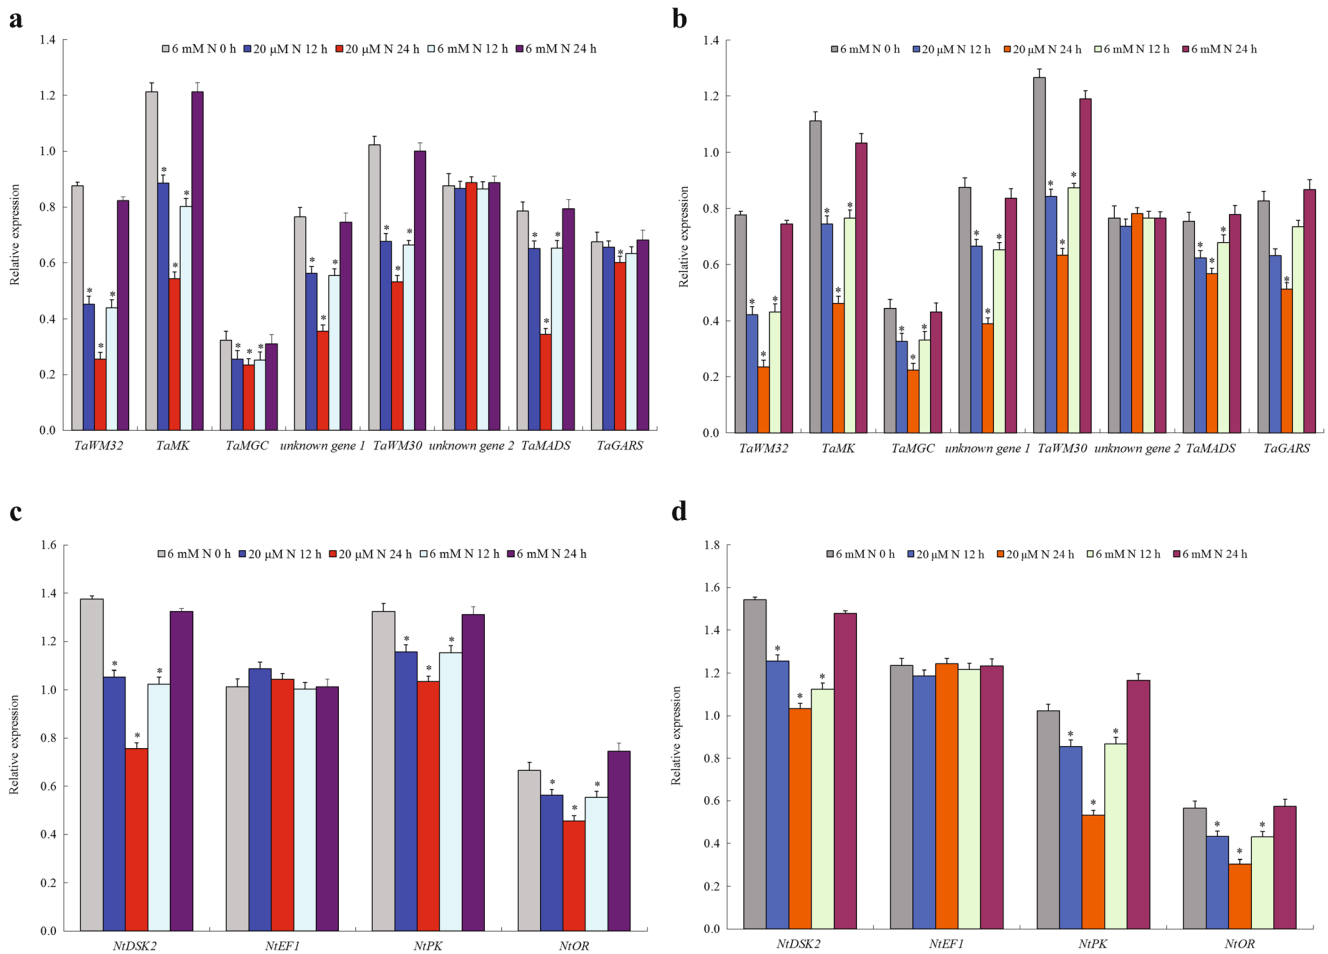 a
1.4
1.2
1.0
0.8
0.6
0.4
0.2
0.0
Relative expression
6 mM N 0 h 20 μM N 12 h 20 μM N 24 h 6 mM N 12 h 6 mM N 24 h
* * * * * * * * * * * * * * * * * * *
TaWM32 TaMK TaMGC unknown gene 1 TaWM30 unknown gene 2 TaMADS TaGARS
b
1.4
1.2
1.0
0.8
0.6
0.4
0.2
0.0
Relative expression
6 mM N 0 h 20 μM N 12 h 20 μM N 24 h 6 mM N 12 h 6 mM N 24 h
* * * * * * * * * * * * * * * * * * *
TaWM32 TaMK TaMGC unknown gene 1 TaWM30 unknown gene 2 TaMADS TaGARS
c
1.6
1.4
1.2
1.0
0.8
0.6
0.4
0.2
0.0
Relative expression
6 mM N 0 h 20 μM N 12 h 20 μM N 24 h 6 mM N 12 h 6 mM N 24 h
* * * * * * * * *
NtDSK2 NtEF1 NtPK NtOR
d
1.8
1.6
1.4
1.2
1.0
0.8
0.6
0.4
0.2
0.0
Relative expression
6 mM N 0 h 20 μM N 12 h 20 μM N 24 h 6 mM N 12 h 6 mM N 24 h
* * * * * * * * *
NtDSK2 NtEF1 NtPK NtOR